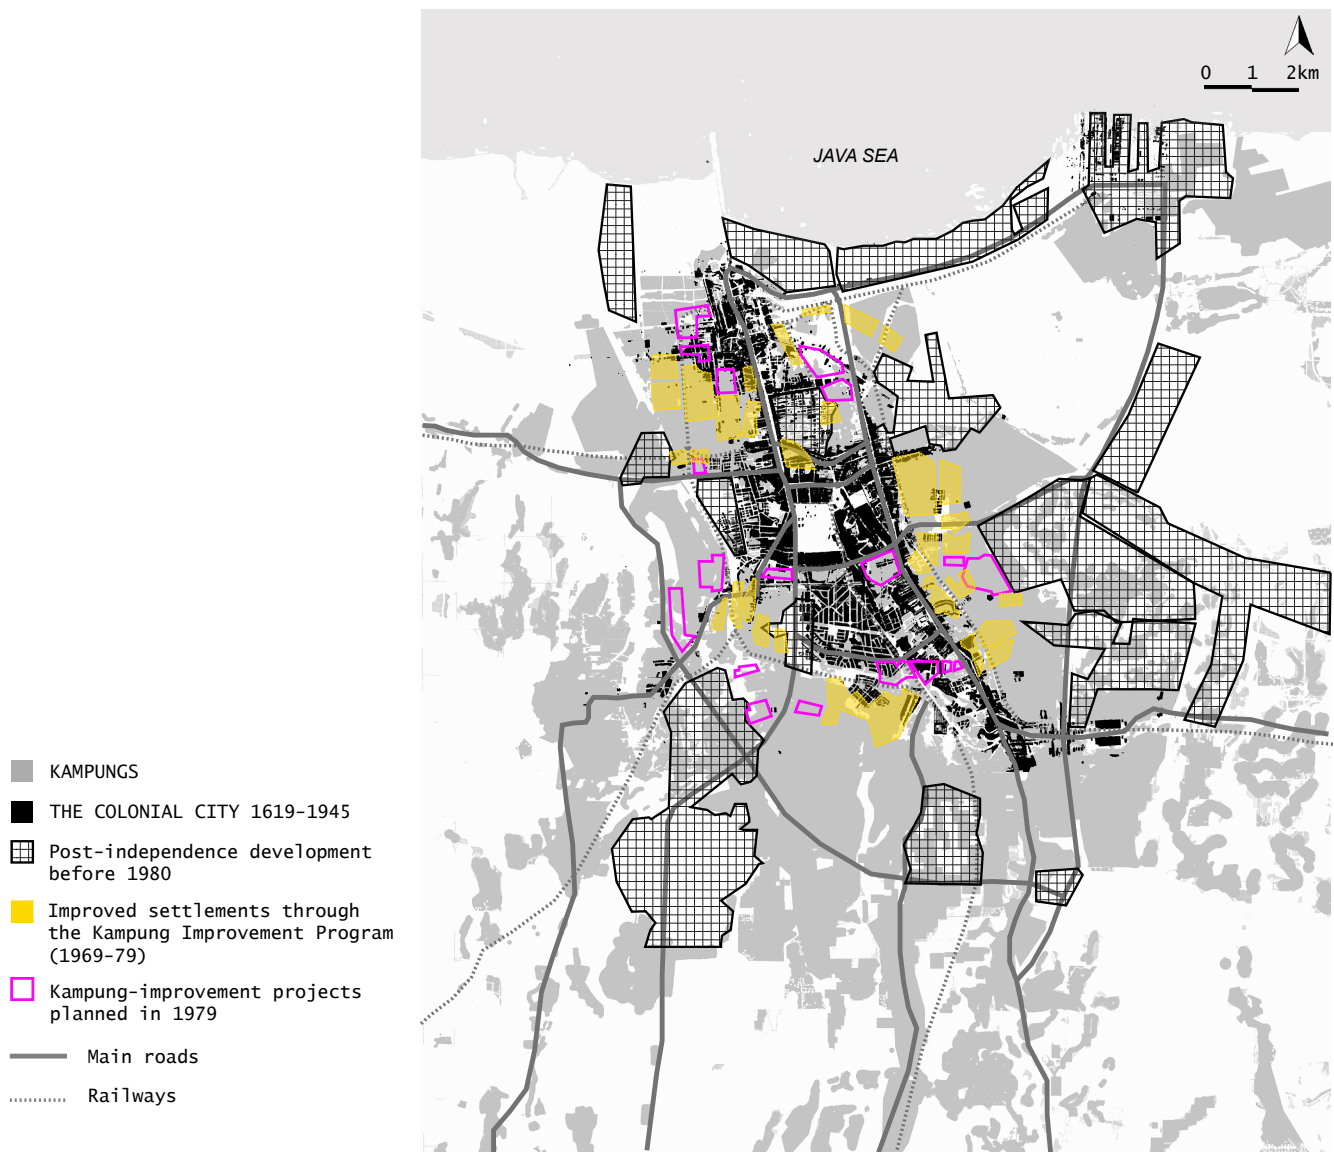 0 1 2km
JAVA SEA
KAMPUNGS
THE COLONIAL CITY 1619-1945
Post-independence development
before 1980
Improved settlements through
the Kampung Improvement Program
(1969-79)
Kampung-improvement projects
planned in 1979
Main roads
Railways